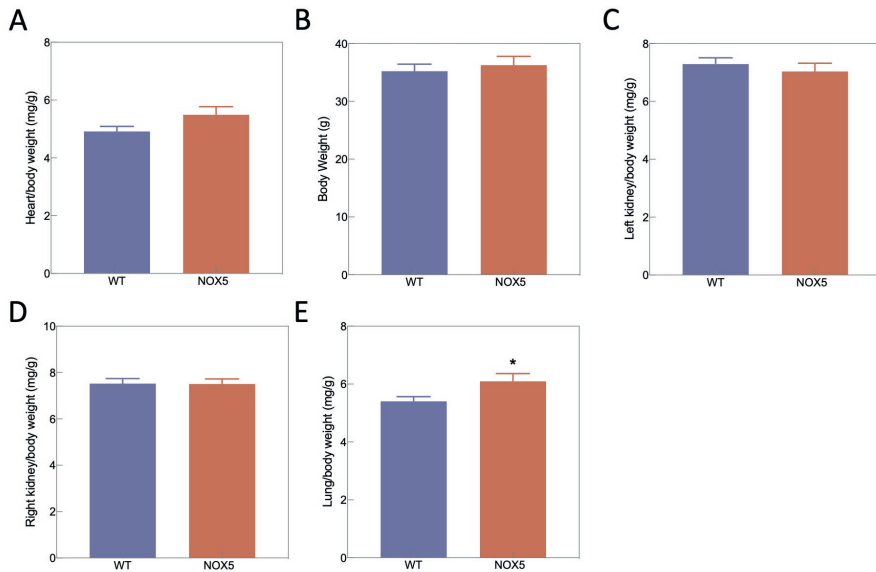 A
Heart/body weight (mg/g)
8
6
4
2
0
WT NOX5
B
Body Weight (g)
40
30
20
10
0
WT NOX5
C
Left kidney/body weight (mg/g)
8
6
4
2
0
WT NOX5
D
Right kidney/body weight (mg/g)
10
8
6
4
2
0
WT NOX5
E
Lung/body weight (mg/g)
8
6
4
2
0
*
WT NOX5